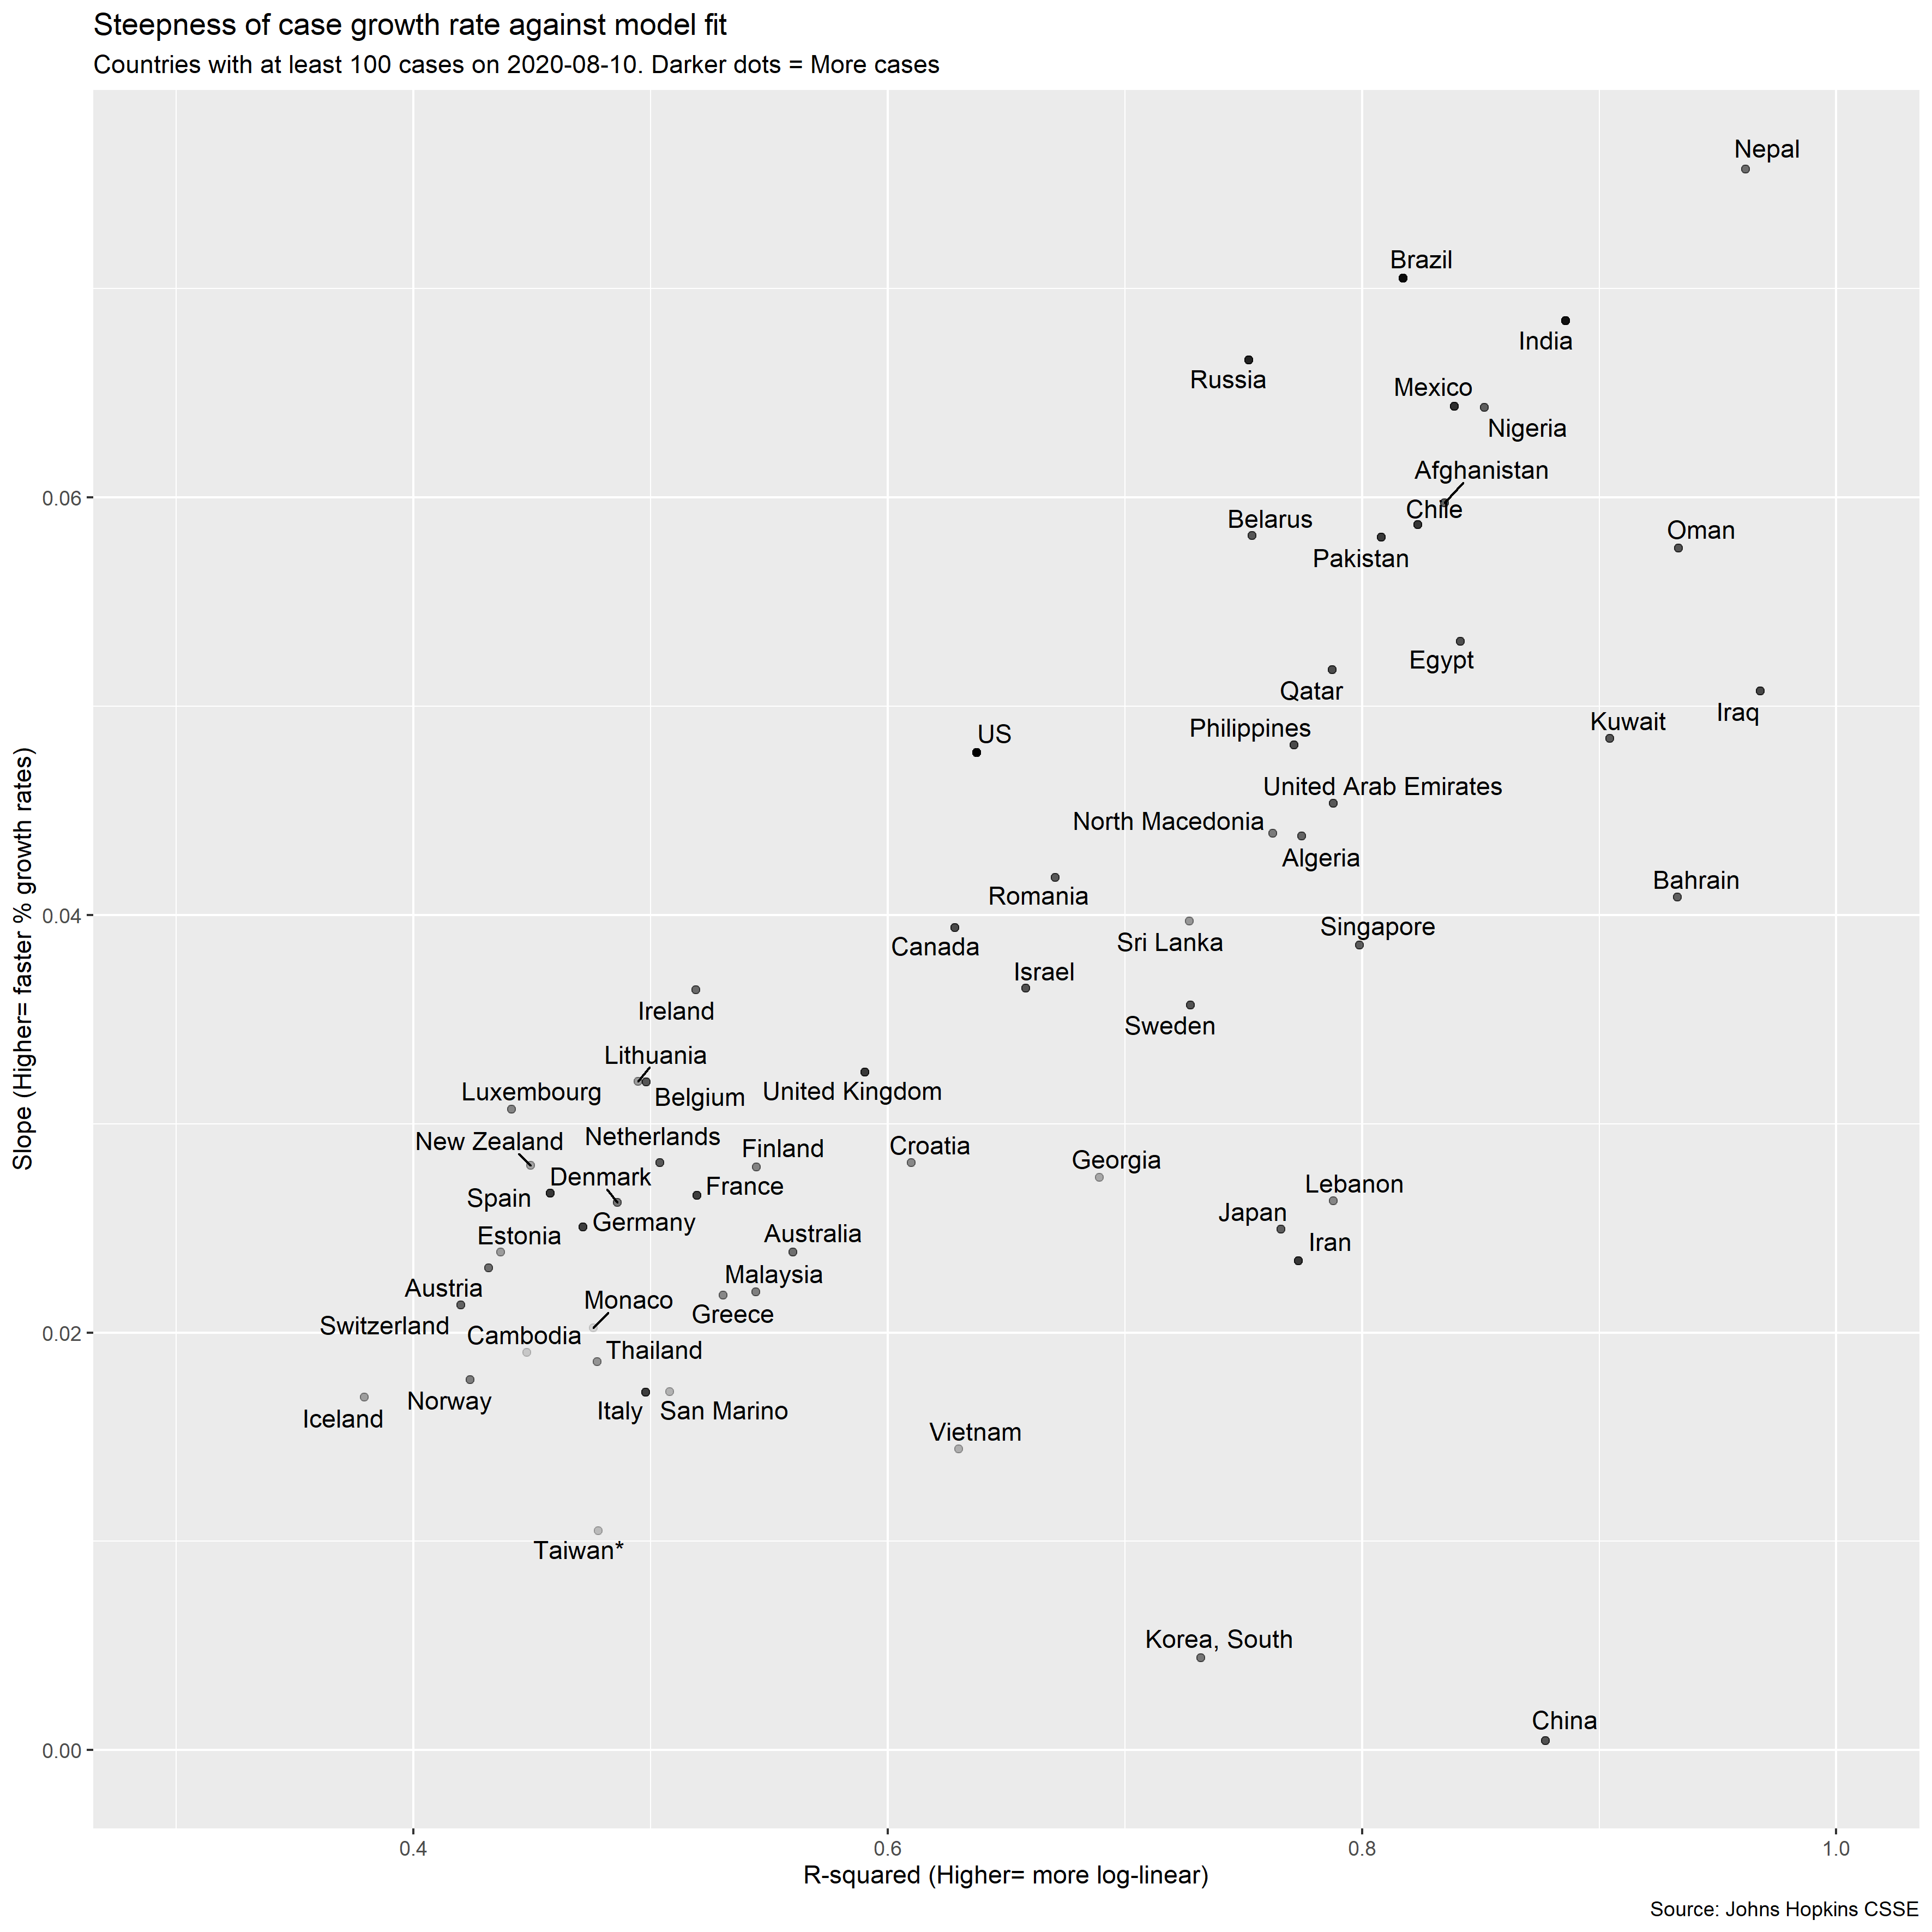 Steepness of case growth rate against model fit
Countries with at least 100 cases on 2020-08-10. Darker dots = More cases
Nepal
Brazil
India
Russia
Mexico
Nigeria
Afghanistan
0.06
Chile
Belarus
Oman
Pakistan
Egypt
Qatar
Iraq
Kuwait
Philippines
US
United Arab Emirates
North Macedonia
Algeria
Bahrain
Romania
0.04
Singapore
Sri Lanka
Canada
Israel
Ireland
Sweden
Lithuania
Luxembourg
Belgium
United Kingdom
New Zealand
Netherlands
Finland
Croatia
Georgia
Denmark
Spain
France
Lebanon
Japan
Germany
Estonia
Australia
Iran
Malaysia
Austria
Monaco
Greece
Switzerland
0.02
Cambodia
Thailand
Norway
Iceland
Italy
San Marino
Vietnam
Taiwan*
Korea, South
China
0.00
Slope (Higher= faster % growth rates)
0.4
0.6
0.8
1.0
R-squared (Higher= more log-linear)
Source: Johns Hopkins CSSE